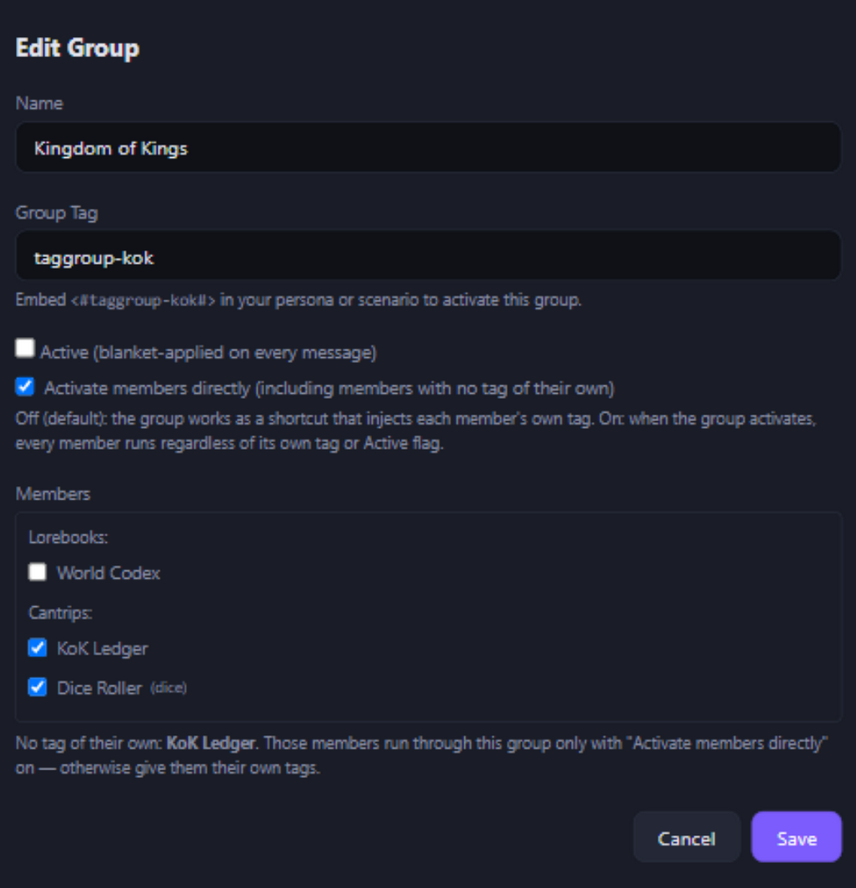 Edit Group
Name
Kingdom of Kings
Group Tag
taggroup-kok
Embed <#taggroup-kok#> in your persona or scenario to activate this group.
Active (blanket-applied on every message)
Activate members directly (including members with no tag of their own)
Off (default): the group works as a shortcut that injects each member's own tag. On: when the group activates,
every member runs regardless of its own tag or Active flag.
Members
Lorebooks:
World Codex
Cantrips:
KoK Ledger
Dice Roller (dice)
No tag of their own: KoK Ledger. Those members run through this group only with "Activate members directly"
on — otherwise give them their own tags.
Cancel
Save